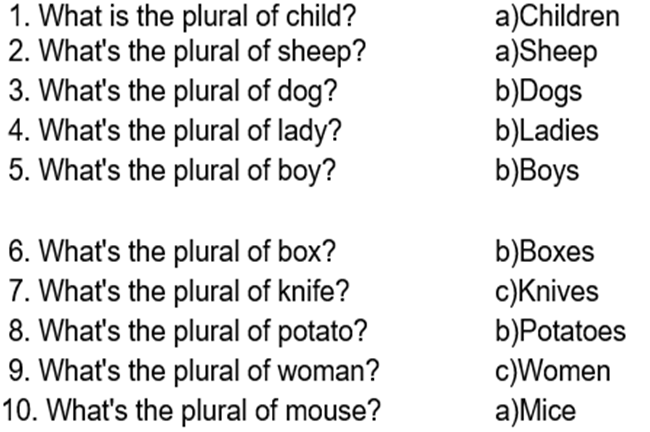 1. What is the plural of child? a)Children
2. What's the plural of sheep? a)Sheep
3. What's the plural of dog? b)Dogs
4. What's the plural of lady? b)Ladies
5. What's the plural of boy? b)Boys
6. What's the plural of box? b)Boxes
7. What's the plural of knife? c)Knives
8. What's the plural of potato? b)Potatoes
9. What's the plural of woman? c)Women
10. What's the plural of mouse? a)Mice